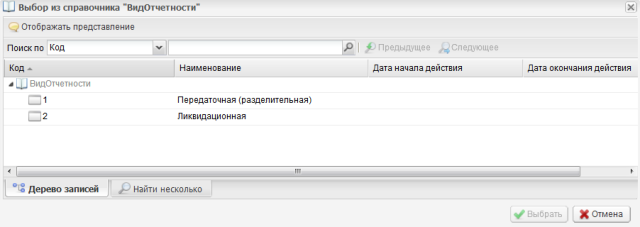 Выбор из справочника "ВидОтчетности"
Отображать представление
Поиск по Код Предыдущее Следующее
Код Наименование Дата начала действия Дата окончания действия
ВидОтчетности
1 Передаточная (разделительная)
2 Ликвидационная
Дерево записей Найти несколько
Выбрать Отмена